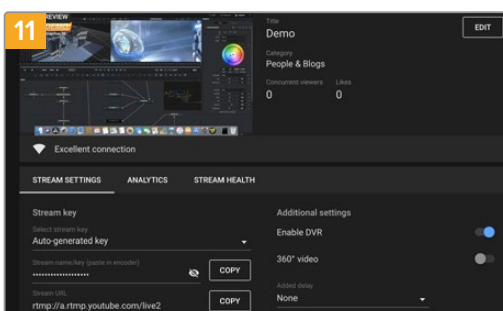 11
PREVIEW
Title
Demo
EDIT
Category
People & Blogs
Concurrent viewers Likes
0 0
Excellent connection
STREAM SETTINGS ANALYTICS STREAM HEALTH
Stream key
Additional settings
Select stream key
Auto-generated key
Enable DVR
Stream name/key (paste in encoder)
COPY
360° video
Stream URL
rtmp://a.rtmp.youtube.com/live2
COPY
Added delay
None